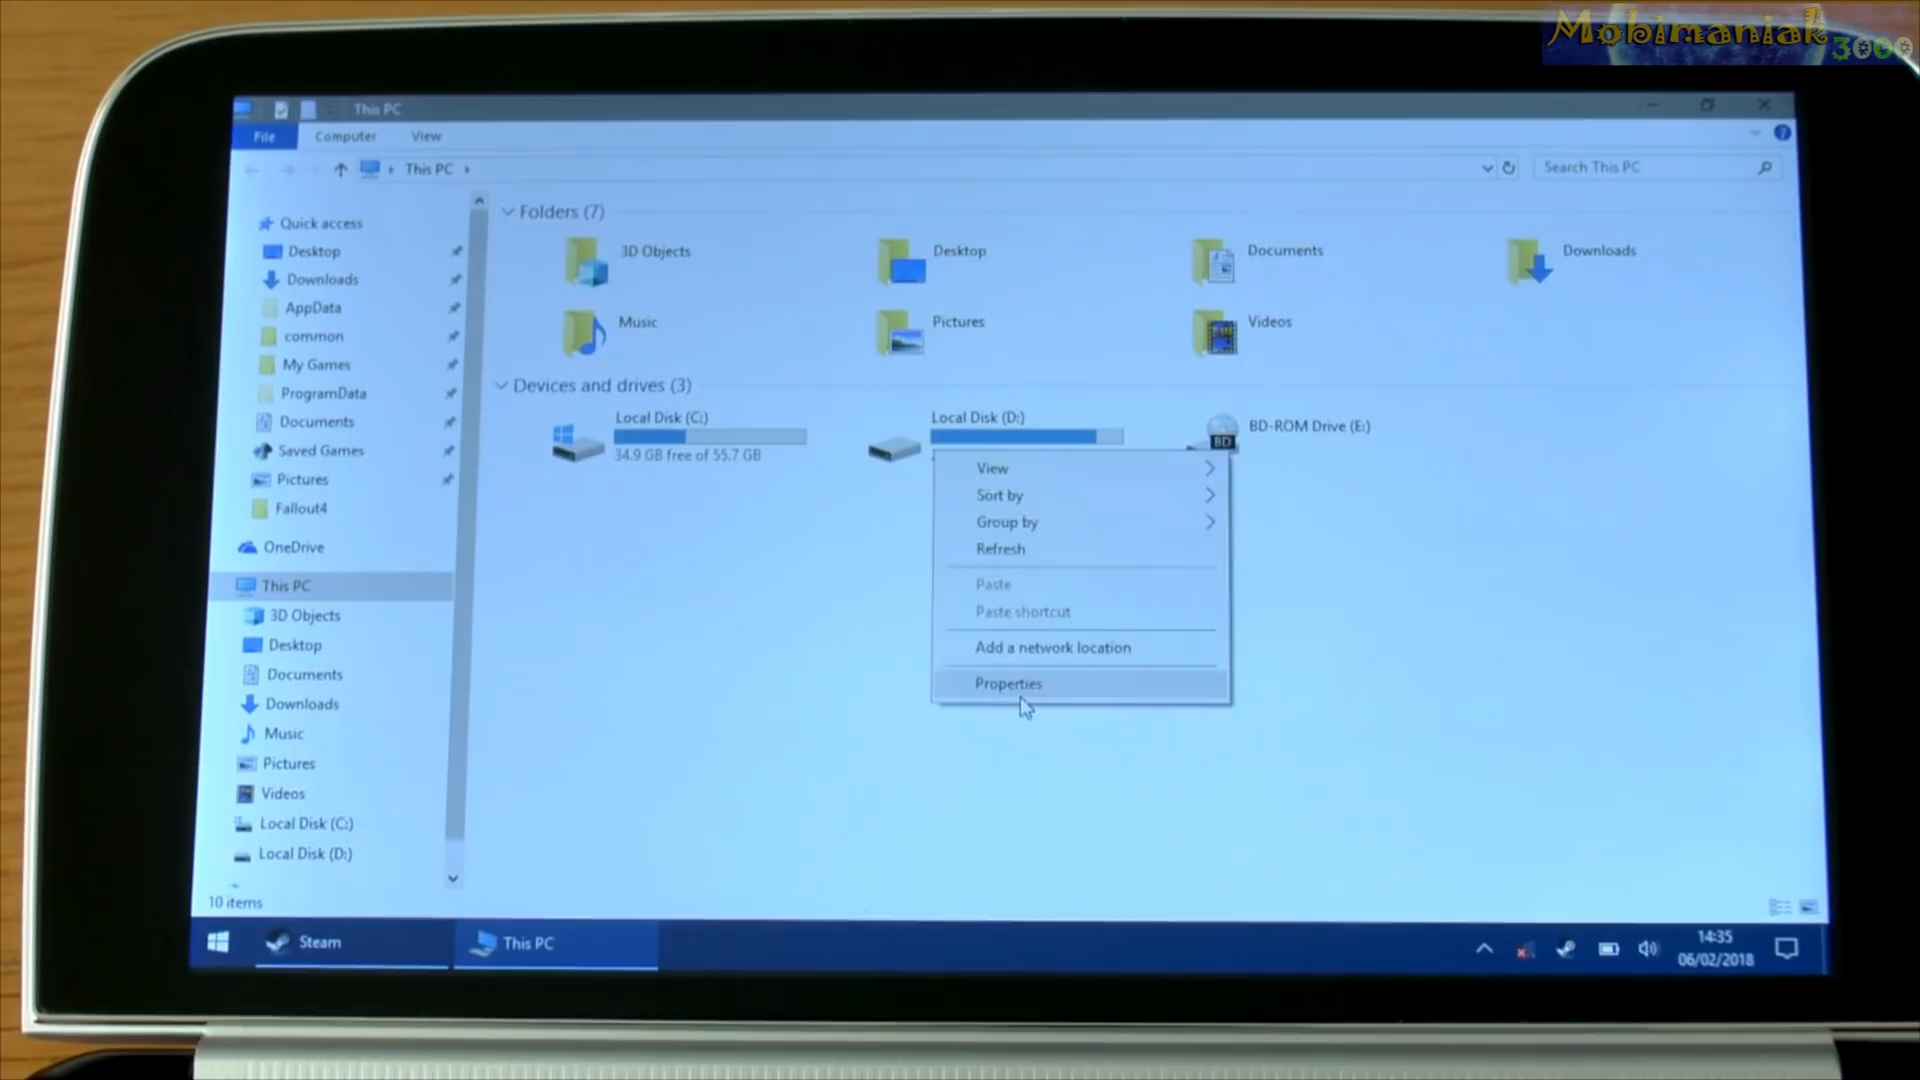 Mobimaniak
3000
This PC
File
Computer
View
This PC
Search This PC
Quick access
Desktop
Downloads
AppData
common
My Games
ProgramData
Documents
Saved Games
Pictures
Fallout4
OneDrive
This PC
3D Objects
Desktop
Documents
Downloads
Music
Pictures
Videos
Local Disk (C:)
Local Disk (D:)
Folders (7)
3D Objects
Desktop
Documents
Downloads
Music
Pictures
Videos
Devices and drives (3)
Local Disk (C:)
34.9 GB free of 55.7 GB
Local Disk (D:)
BD-ROM Drive (E:)
BD
View
Sort by
Group by
Refresh
Paste
Paste shortcut
Add a network location
Properties
10 items
Steam
This PC
14:35
06/02/2018